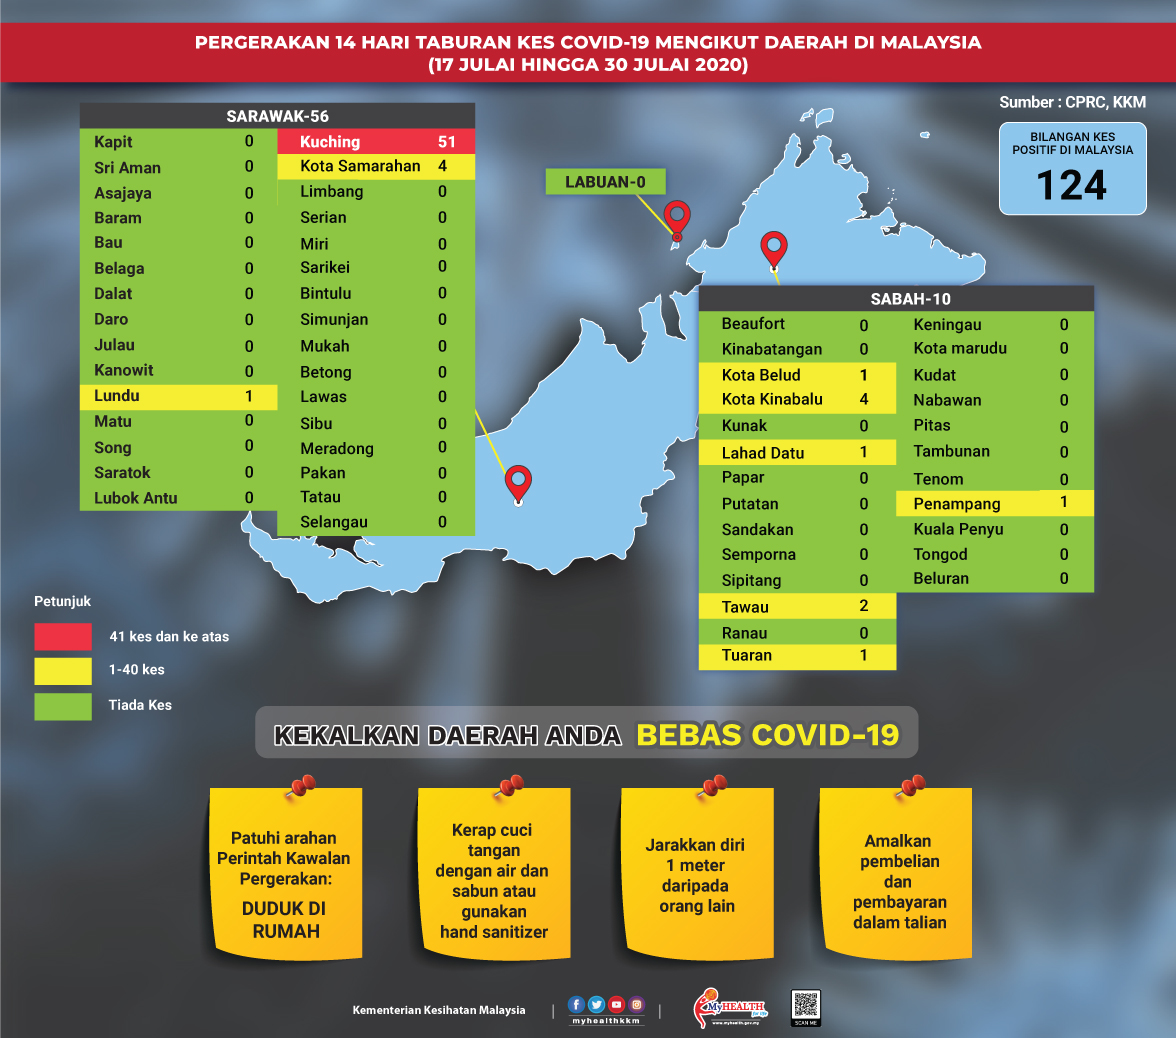 PERGERAKAN 14 HARI TABURAN KES COVID-19 MENGIKUT DAERAH DI MALAYSIA
(17 JULAI HINGGA 30 JULAI 2020)
Sumber : CPRC, KKM
BILANGAN KES
POSITIF DI MALAYSIA
124
SARAWAK-56
Kapit 0
Sri Aman 0
Asajaya 0
Baram 0
Bau 0
Belaga 0
Dalat 0
Daro 0
Julau 0
Kanowit 0
Lundu 1
Matu 0
Song 0
Saratok 0
Lubok Antu 0
Kuching 51
Kota Samarahan 4
Limbang 0
Serian 0
Miri 0
Sarikei 0
Bintulu 0
Simunjan 0
Mukah 0
Betong 0
Lawas 0
Sibu 0
Meradong 0
Pakan 0
Tatau 0
Selangau 0
LABUAN-0
SABAH-10
Beaufort 0
Kinabatangan 0
Kota Belud 1
Kota Kinabalu 4
Kunak 0
Lahad Datu 1
Papar 0
Putatan 0
Sandakan 0
Semporna 0
Sipitang 0
Tawau 2
Ranau 0
Tuaran 1
Keningau 0
Kota marudu 0
Kudat 0
Nabawan 0
Pitas 0
Tambunan 0
Tenom 0
Penampang 1
Kuala Penyu 0
Tongod 0
Beluran 0
Petunjuk
41 kes dan ke atas
1-40 kes
Tiada Kes
KEKALKAN DAERAH ANDA BEBAS COVID-19
Patuhi arahan
Perintah Kawalan
Pergerakan:
DUDUK DI
RUMAH
Kerap cuci
tangan
dengan air dan
sabun atau
gunakan
hand sanitizer
Jarakkan diri
1 meter
daripada
orang lain
Amalkan
pembelian
dan
pembayaran
dalam talian
Kementerian Kesihatan Malaysia
myhealthkkm
MyHEALTH
for life
www.myhealth.gov.my
SCAN ME